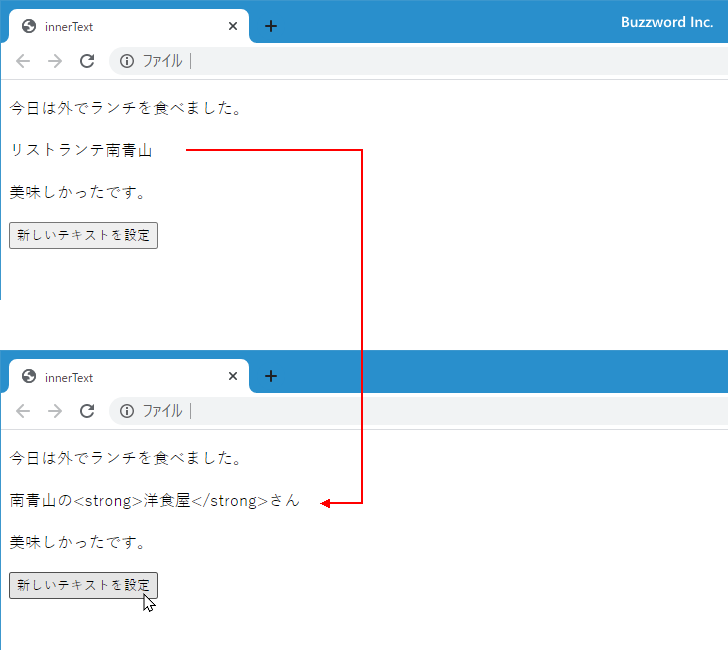 innerText
Buzzword Inc.
ファイル
今日は外でランチを食べました。
リストランテ南青山
美味しかったです。
新しいテキストを設定
innerText
ファイル
今日は外でランチを食べました。
南青山の<strong>洋食屋</strong>さん
美味しかったです。
新しいテキストを設定